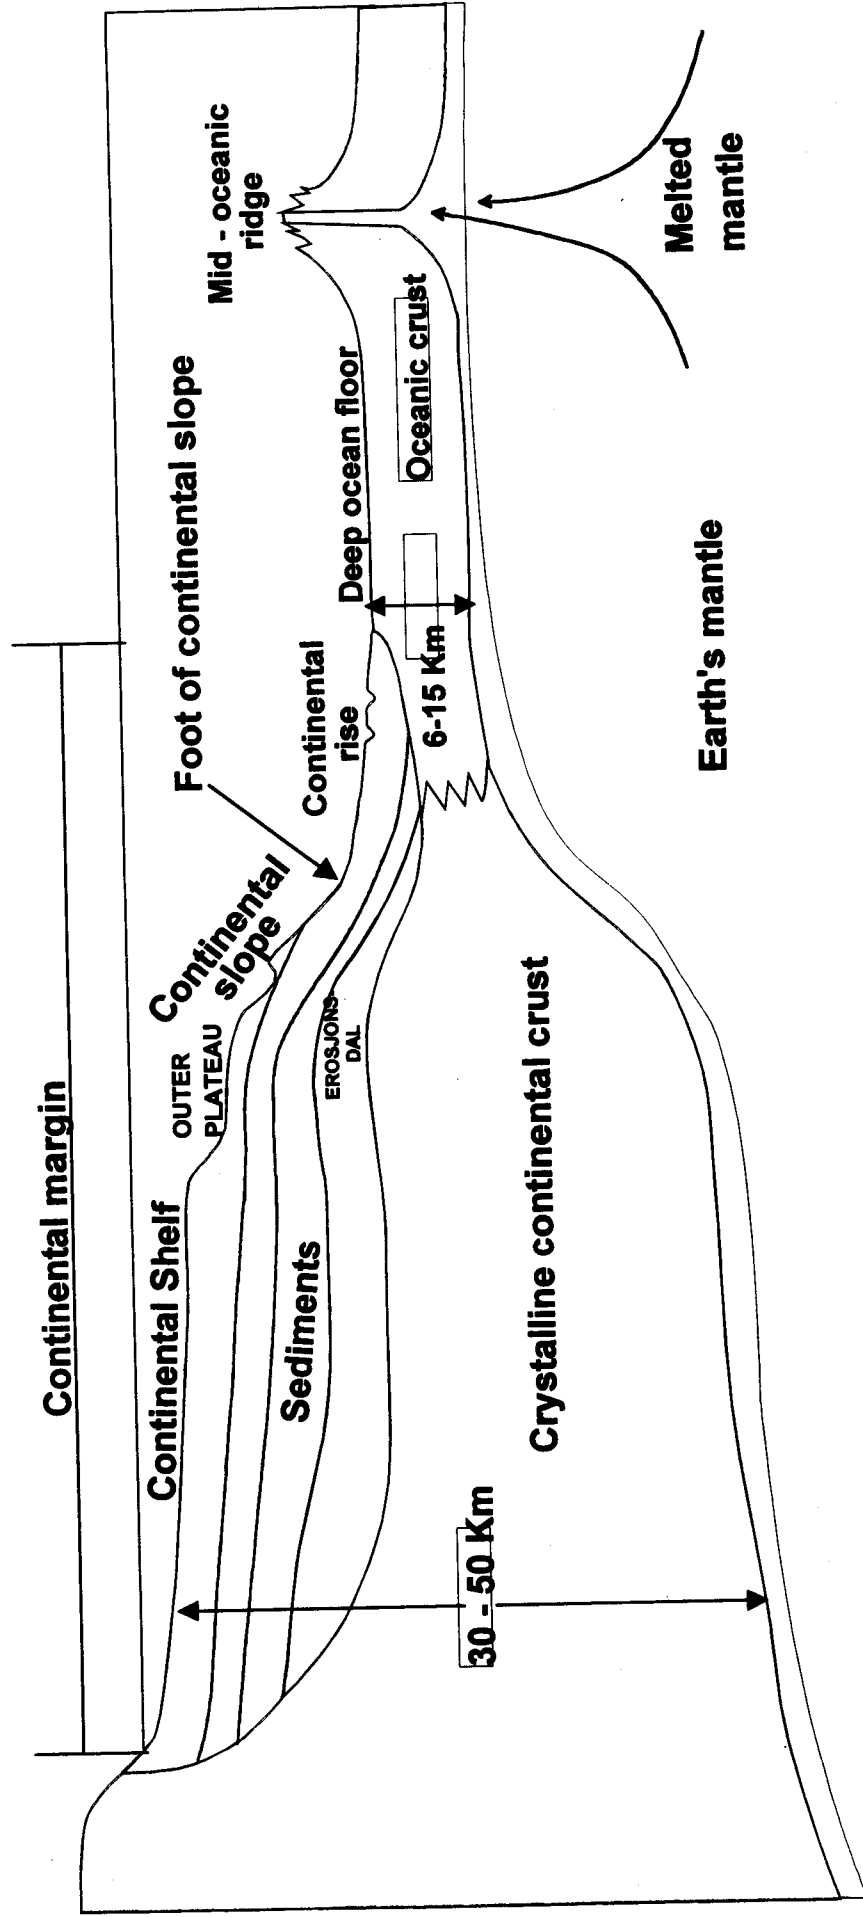 Continental margin
Continental Shelf
OUTER
PLATEAU
Continental
slope
Foot of continental slope
Continental
rise
Deep ocean floor
Mid - oceanic
ridge
Sediments
EROSJONS-
DAL
6-15 Km
Oceanic crust
30 - 50 Km
Crystalline continental crust
Earth's mantle
Melted
mantle